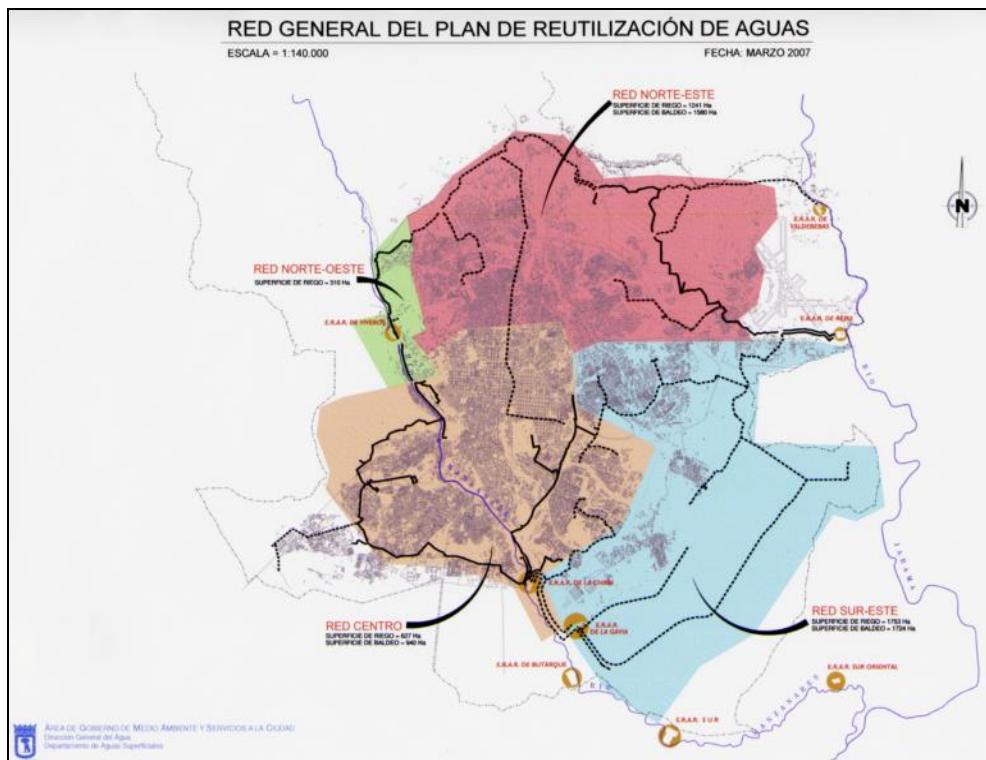 RED GENERAL DEL PLAN DE REUTILIZACIÓN DE AGUAS
ESCALA = 1:140.000
FECHA: MARZO 2007
RED NORTE-ESTE
SUPERFICIE DE RIEGO = 1241 Ha
SUPERFICIE DE BALDEO = 1580 Ha
N
E.R.A.R. DE
VALDEBEBAS
RED NORTE-OESTE
SUPERFICIE DE RIEGO = 310 Ha
E.R.A.R. DE VIVEROS
E.R.A.R. DE REJAS
RÍO
JARAMA
E.R.A.R. DE LA CHINA
RED CENTRO
SUPERFICIE DE RIEGO = 627 Ha
SUPERFICIE DE BALDEO = 940 Ha
E.R.A.R.
DE LA GAVIA
RED SUR-ESTE
SUPERFICIE DE RIEGO = 1753 Ha
SUPERFICIE DE BALDEO = 1724 Ha
E.R.A.R. DE BUTARQUE
E.R.A.R. SUR ORIENTAL
RÍO
MANZANARES
E.R.A.R. SUR
ÁREA DE GOBIERNO DE MEDIO AMBIENTE Y SERVICIOS A LA CIUDAD
Dirección General del Agua
Departamento de Aguas Superficiales